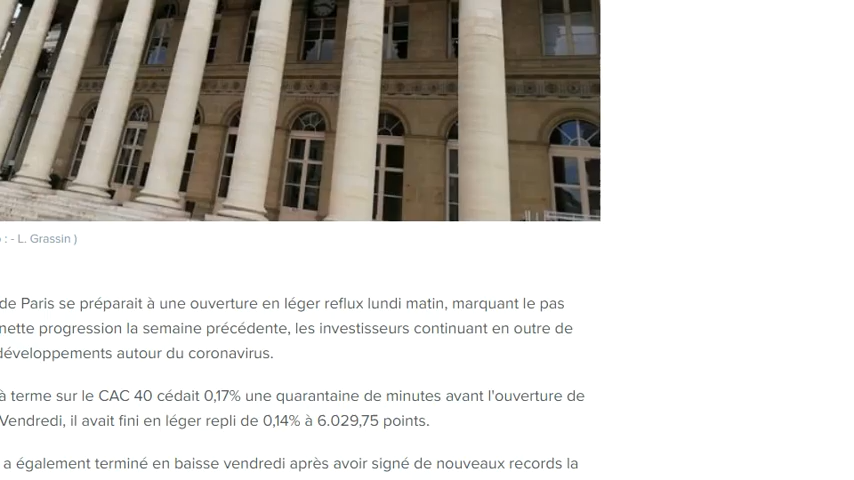 : - L. Grassin )
de Paris se préparait à une ouverture en léger reflux lundi matin, marquant le pas
nette progression la semaine précédente, les investisseurs continuant en outre de
développements autour du coronavirus.
à terme sur le CAC 40 cédait 0,17% une quarantaine de minutes avant l'ouverture de
Vendredi, il avait fini en léger repli de 0,14% à 6.029,75 points.
a également terminé en baisse vendredi après avoir signé de nouveaux records la